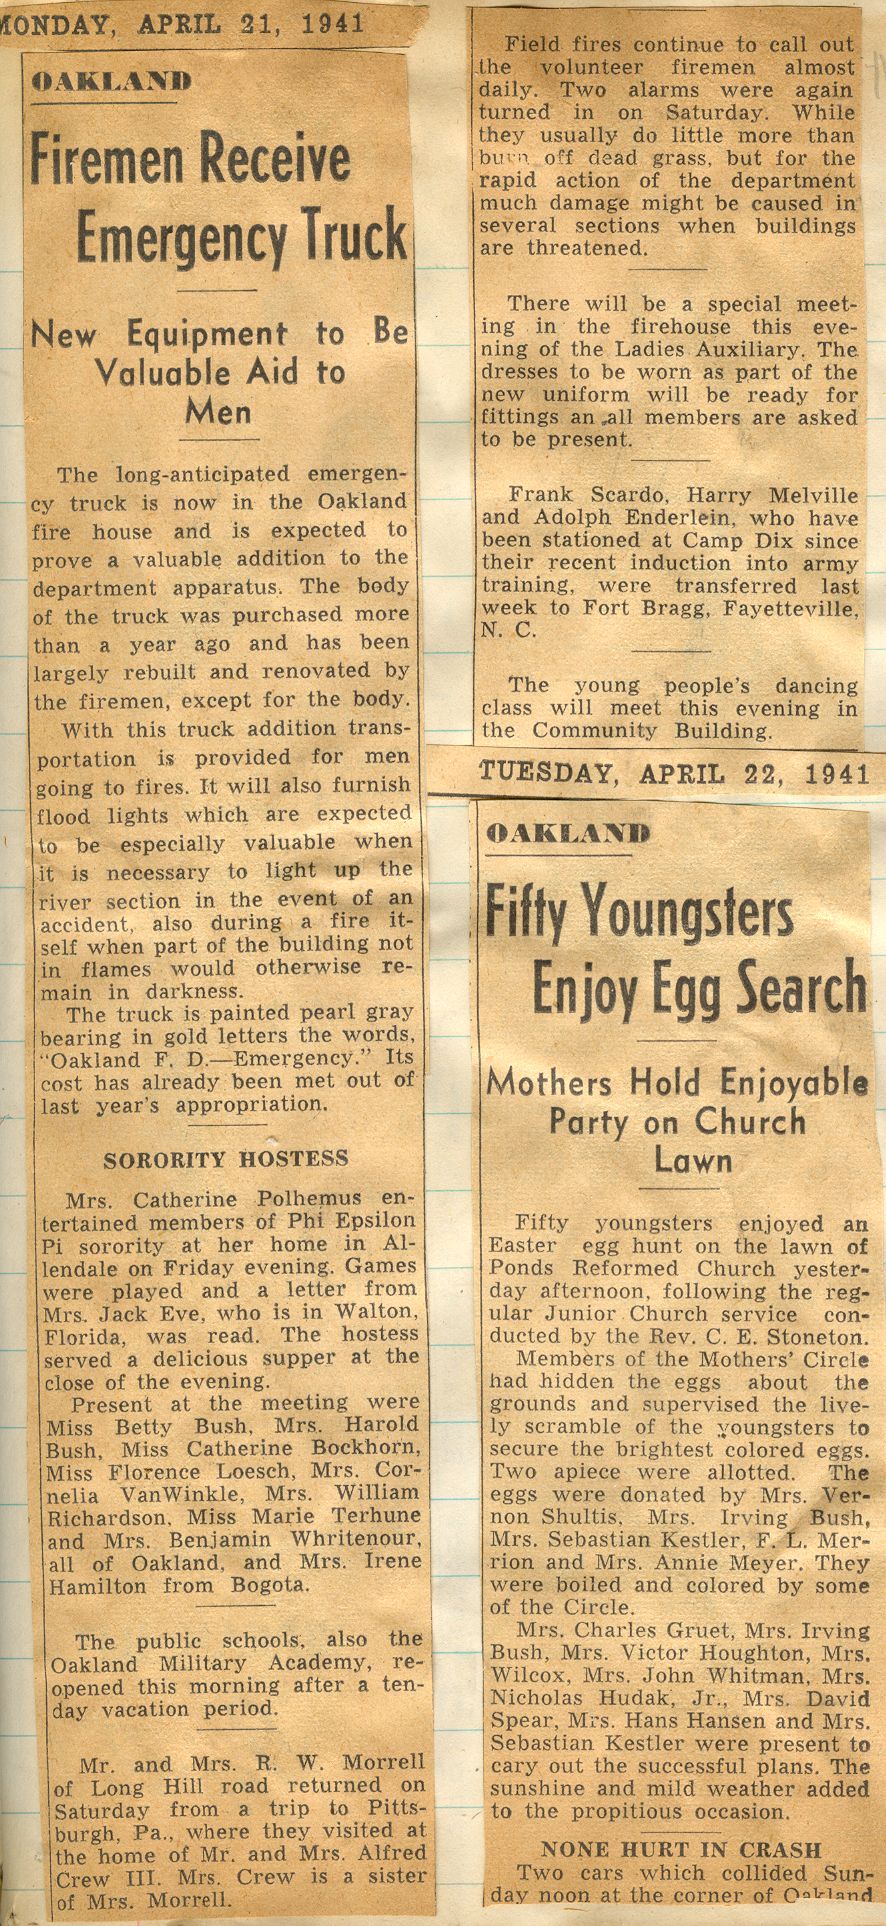 MONDAY, APRIL 21, 1941
OAKLAND
Firemen Receive
Emergency Truck
New Equipment to Be
Valuable Aid to
Men
The long-anticipated emergen-
cy truck is now in the Oakland
fire house and is expected to
prove a valuable addition to the
department apparatus. The body
of the truck was purchased more
than a year ago and has been
largely rebuilt and renovated by
the firemen, except for the body.
With this truck addition trans-
portation is provided for men
going to fires. It will also furnish
flood lights which are expected
to be especially valuable when
it is necessary to light up the
river section in the event of an
accident, also during a fire it-
self when part of the building not
in flames would otherwise re-
main in darkness.
The truck is painted pearl gray
bearing in gold letters the words,
"Oakland F. D.—Emergency." Its
cost has already been met out of
last year's appropriation.
SORORITY HOSTESS
Mrs. Catherine Polhemus en-
tertained members of Phi Epsilon
Pi sorority at her home in Al-
lendale on Friday evening. Games
were played and a letter from
Mrs. Jack Eve, who is in Walton,
Florida, was read. The hostess
served a delicious supper at the
close of the evening.
Present at the meeting were
Miss Betty Bush, Mrs. Harold
Bush, Miss Catherine Bockhorn,
Miss Florence Loesch, Mrs. Cor-
nelia VanWinkle, Mrs. William
Richardson, Miss Marie Terhune
and Mrs. Benjamin Whritenour,
all of Oakland, and Mrs. Irene
Hamilton from Bogota.
The public schools, also the
Oakland Military Academy, re-
opened this morning after a ten-
day vacation period.
Mr. and Mrs. R. W. Morrell
of Long Hill road returned on
Saturday from a trip to Pitts-
burgh, Pa., where they visited at
the home of Mr. and Mrs. Alfred
Crew III. Mrs. Crew is a sister
of Mrs. Morrell.
Field fires continue to call out
the volunteer firemen almost
daily. Two alarms were again
turned in on Saturday. While
they usually do little more than
burn off dead grass, but for the
rapid action of the department
much damage might be caused in
several sections when buildings
are threatened.
There will be a special meet-
ing in the firehouse this eve-
ning of the Ladies Auxiliary. The
dresses to be worn as part of the
new uniform will be ready for
fittings an all members are asked
to be present.
Frank Scardo, Harry Melville
and Adolph Enderlein, who have
been stationed at Camp Dix since
their recent induction into army
training, were transferred last
week to Fort Bragg, Fayetteville,
N. C.
The young people's dancing
class will meet this evening in
the Community Building.
TUESDAY, APRIL 22, 1941
OAKLAND
Fifty Youngsters
Enjoy Egg Search
Mothers Hold Enjoyable
Party on Church
Lawn
Fifty youngsters enjoyed an
Easter egg hunt on the lawn of
Ponds Reformed Church yester-
day afternoon, following the reg-
ular Junior Church service con-
ducted by the Rev. C. E. Stoneton.
Members of the Mothers' Circle
had hidden the eggs about the
grounds and supervised the live-
ly scramble of the youngsters to
secure the brightest colored eggs.
Two apiece were allotted. The
eggs were donated by Mrs. Ver-
non Shultis, Mrs. Irving Bush,
Mrs. Sebastian Kestler, F. L. Mer-
rion and Mrs. Annie Meyer. They
were boiled and colored by some
of the Circle.
Mrs. Charles Gruet, Mrs. Irving
Bush, Mrs. Victor Houghton, Mrs.
Wilcox, Mrs. John Whitman, Mrs.
Nicholas Hudak, Jr., Mrs. David
Spear, Mrs. Hans Hansen and Mrs.
Sebastian Kestler were present to
cary out the successful plans. The
sunshine and mild weather added
to the propitious occasion.
NONE HURT IN CRASH
Two cars which collided Sun-
day noon at the corner of Oakland